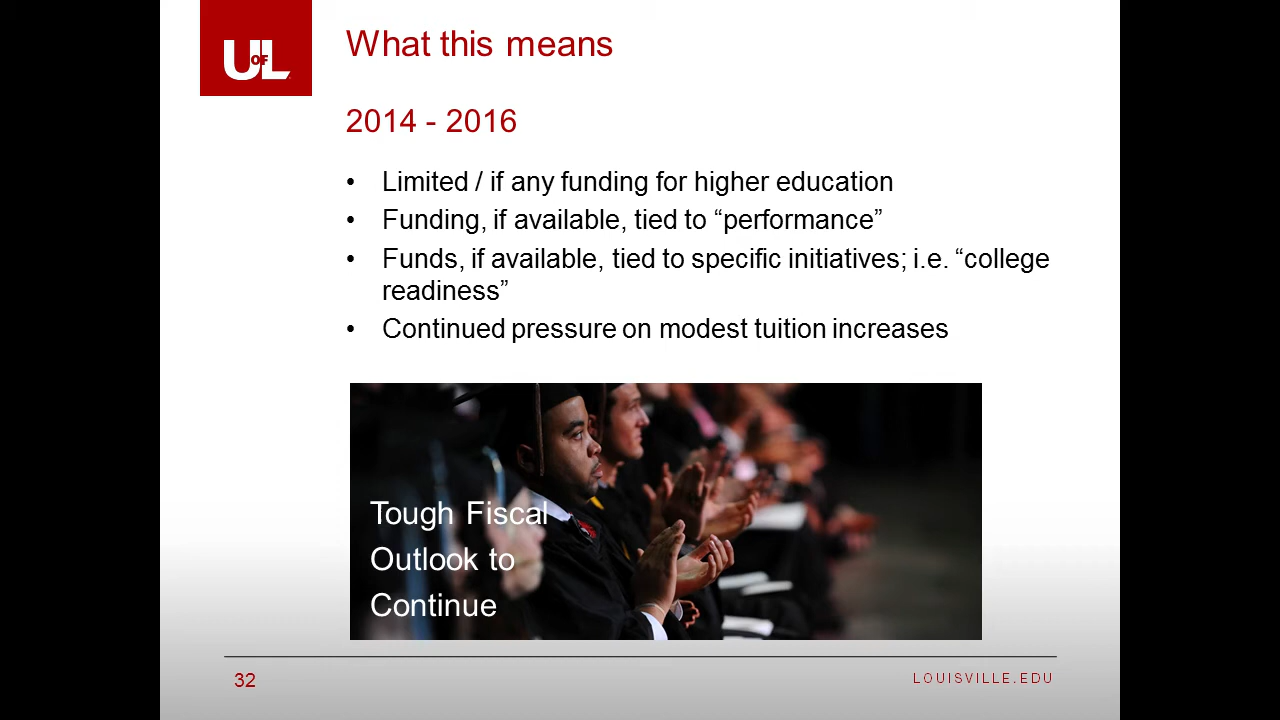 UofL
What this means
2014 - 2016
• Limited / if any funding for higher education
• Funding, if available, tied to “performance”
• Funds, if available, tied to specific initiatives; i.e. “college
readiness”
• Continued pressure on modest tuition increases
Tough Fiscal
Outlook to
Continue
32
LOUISVILLE.EDU